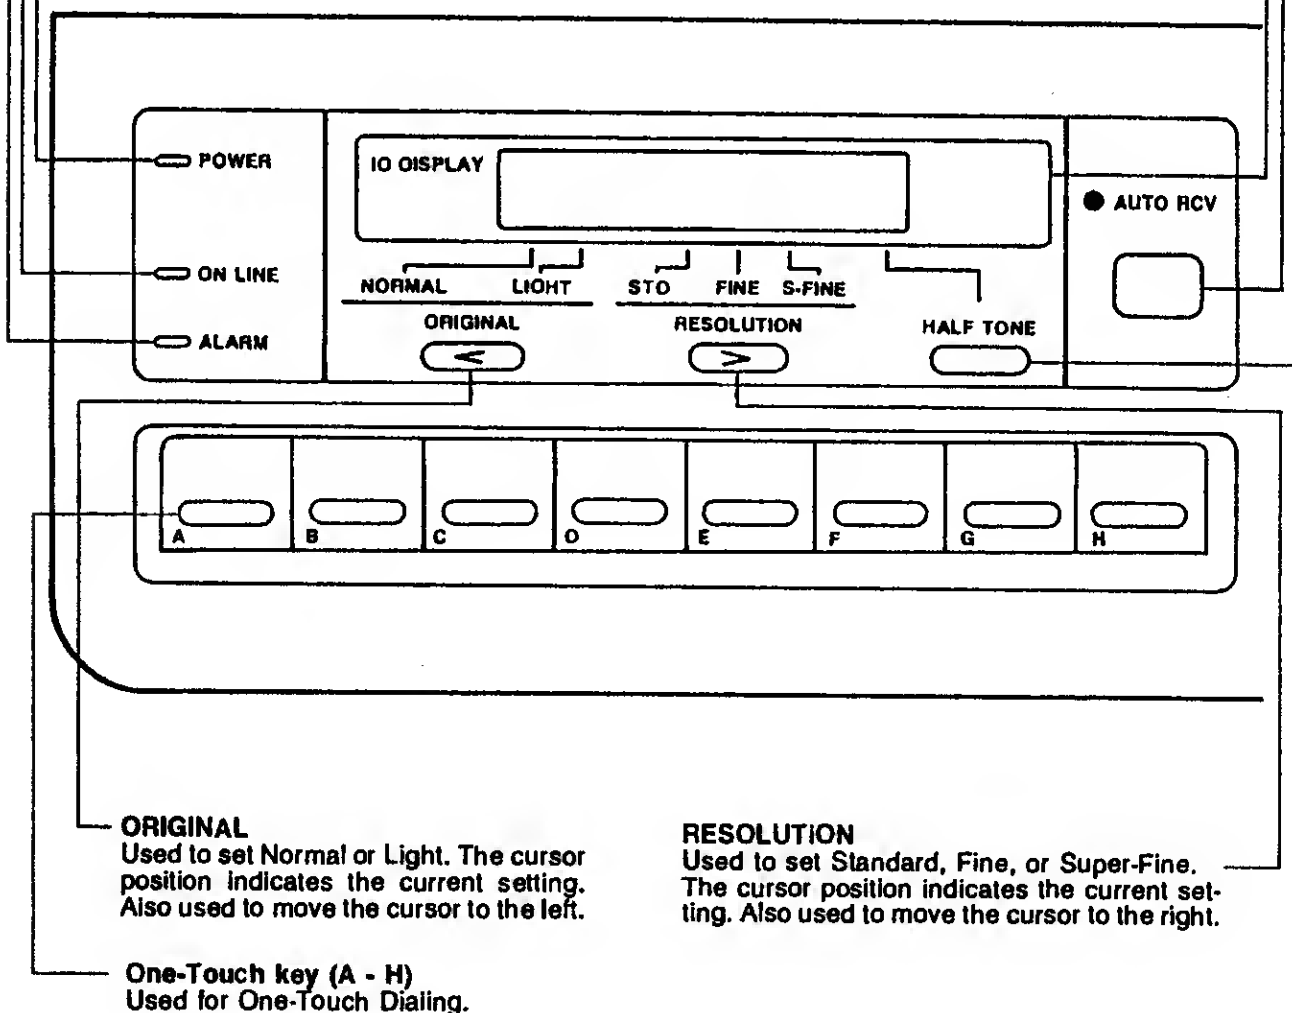 POWER
IO OISPLAY
AUTO RCV
ON LINE
NORMAL LIOHT STO FINE S-FINE
ORIGINAL RESOLUTION HALF TONE
ALARM
< >
A B C O E F G H
ORIGINAL
Used to set Normal or Light. The cursor
position indicates the current setting.
Also used to move the cursor to the left.
RESOLUTION
Used to set Standard, Fine, or Super-Fine.
The cursor position indicates the current set-
ting. Also used to move the cursor to the right.
One-Touch key (A - H)
Used for One-Touch Dialing.